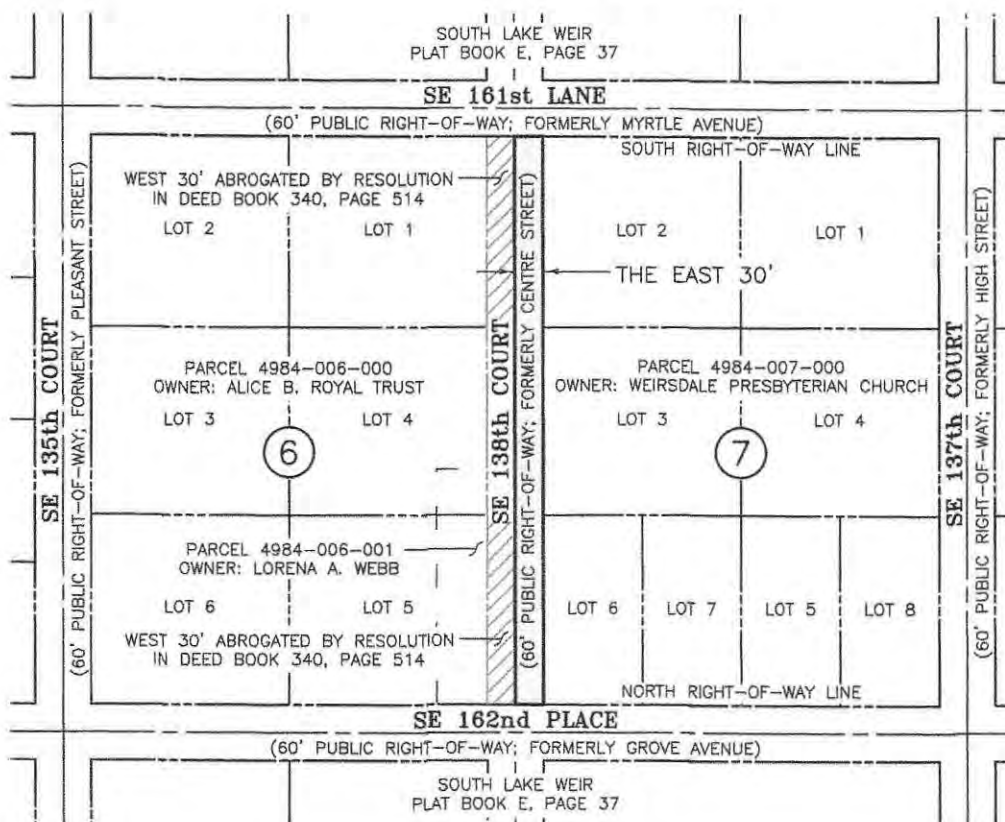 SOUTH LAKE WEIR
PLAT BOOK E, PAGE 37
SE 161st LANE
(60' PUBLIC RIGHT-OF-WAY; FORMERLY MYRTLE AVENUE)
SOUTH RIGHT-OF-WAY LINE
WEST 30' ABROGATED BY RESOLUTION
IN DEED BOOK 340, PAGE 514
LOT 2
LOT 1
LOT 2
LOT 1
THE EAST 30'
SE 135th COURT
(60' PUBLIC RIGHT-OF-WAY; FORMERLY PLEASANT STREET)
PARCEL 4984-006-000
OWNER: ALICE B. ROYAL TRUST
LOT 3
LOT 4
6
SE 138th COURT
(60' PUBLIC RIGHT-OF-WAY; FORMERLY CENTRE STREET)
PARCEL 4984-007-000
OWNER: WEIRSDALE PRESBYTERIAN CHURCH
LOT 3
LOT 4
7
SE 137th COURT
(60' PUBLIC RIGHT-OF-WAY; FORMERLY HIGH STREET)
PARCEL 4984-006-001
OWNER: LORENA A. WEBB
LOT 6
LOT 5
LOT 6
LOT 7
LOT 5
LOT 8
WEST 30' ABROGATED BY RESOLUTION
IN DEED BOOK 340, PAGE 514
NORTH RIGHT-OF-WAY LINE
SE 162nd PLACE
(60' PUBLIC RIGHT-OF-WAY; FORMERLY GROVE AVENUE)
SOUTH LAKE WEIR
PLAT BOOK E, PAGE 37